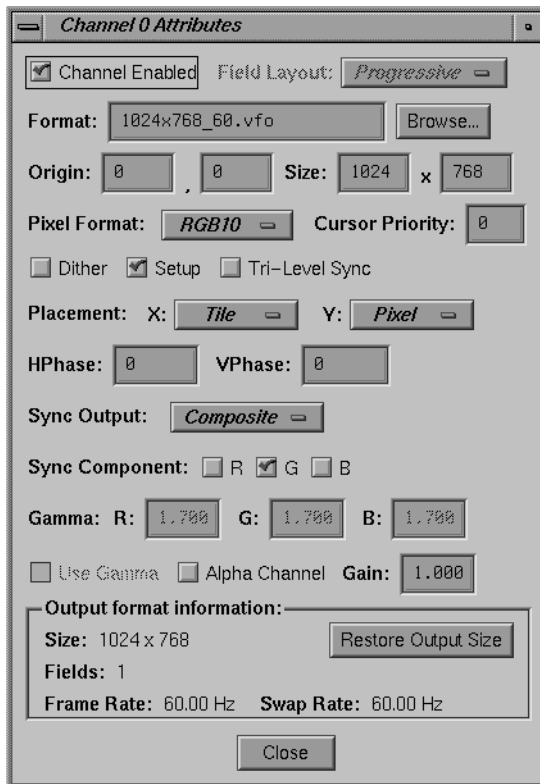 Channel 0 Attributes
Channel Enabled Field Layout: Progressive
Format: 1024x768_60.vfo Browse...
Origin: 0 , 0 Size: 1024 x 768
Pixel Format: RGB10 Cursor Priority: 0
Dither Setup Tri-Level Sync
Placement: X: Tile Y: Pixel
HPhase: 0 VPhase: 0
Sync Output: Composite
Sync Component: R G B
Gamma: R: 1.700 G: 1.700 B: 1.700
Use Gamma Alpha Channel Gain: 1.000
Output format information:
Size: 1024 x 768 Restore Output Size
Fields: 1
Frame Rate: 60.00 Hz Swap Rate: 60.00 Hz
Close